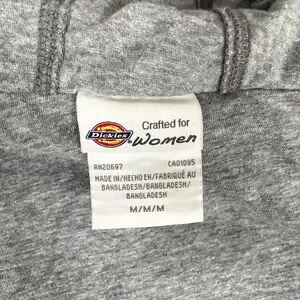 Dickies
Crafted for
Women
RN20697 CA01095
MADE IN/HECHO EN/FABRIQUÉ AU
BANGLADESH/BANGLADESH/
BANGLADESH
M/M/M